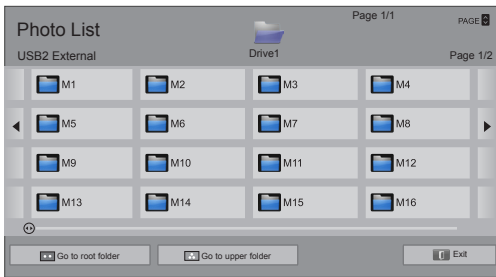 Photo List
Page 1/1
PAGE
USB2 External
Drive1
Page 1/2
M1 M2 M3 M4
M5 M6 M7 M8
M9 M10 M11 M12
M13 M14 M15 M16
Go to root folder Go to upper folder Exit